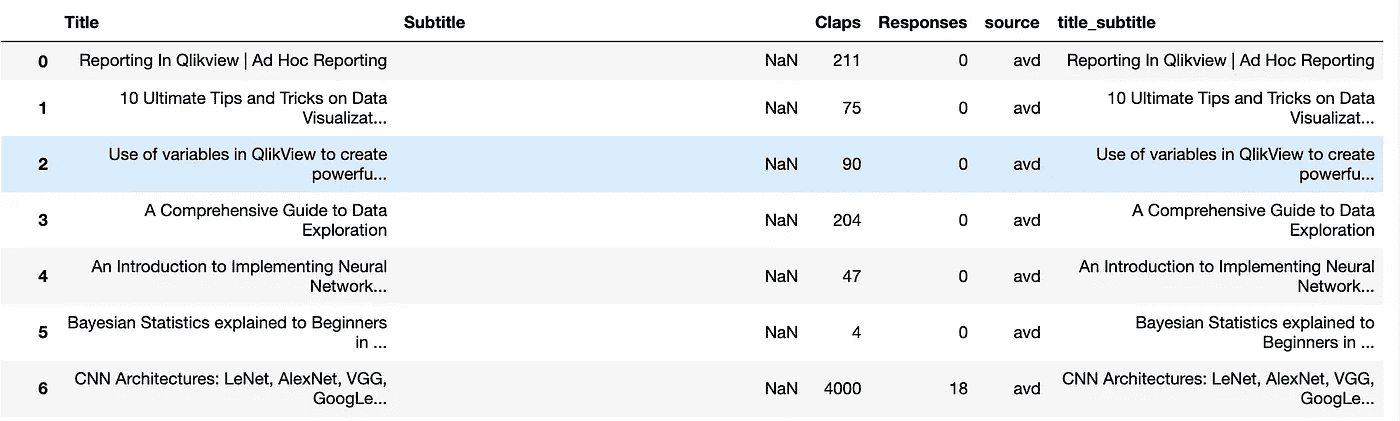 Title Subtitle Claps Responses source title_subtitle
0 Reporting In Qlikview | Ad Hoc Reporting NaN 211 0 avd Reporting In Qlikview | Ad Hoc Reporting
10 Ultimate Tips and Tricks on Data 10 Ultimate Tips and Tricks on Data
1 NaN 75 0 avd
Visualizat... Visualizat...
Use of variables in QlikView to create Use of variables in QlikView to create
2 NaN 90 0 avd
powerfu... powerfu...
A Comprehensive Guide to Data A Comprehensive Guide to Data
3 NaN 204 0 avd
Exploration Exploration
An Introduction to Implementing Neural An Introduction to Implementing Neural
4 NaN 47 0 avd
Network... Network...
Bayesian Statistics explained to Beginners Bayesian Statistics explained to
5 NaN 4 0 avd
in ... Beginners in ...
CNN Architectures: LeNet, AlexNet, VGG, CNN Architectures: LeNet, AlexNet, VGG,
6 NaN 4000 18 avd
GoogLe... GoogLe...